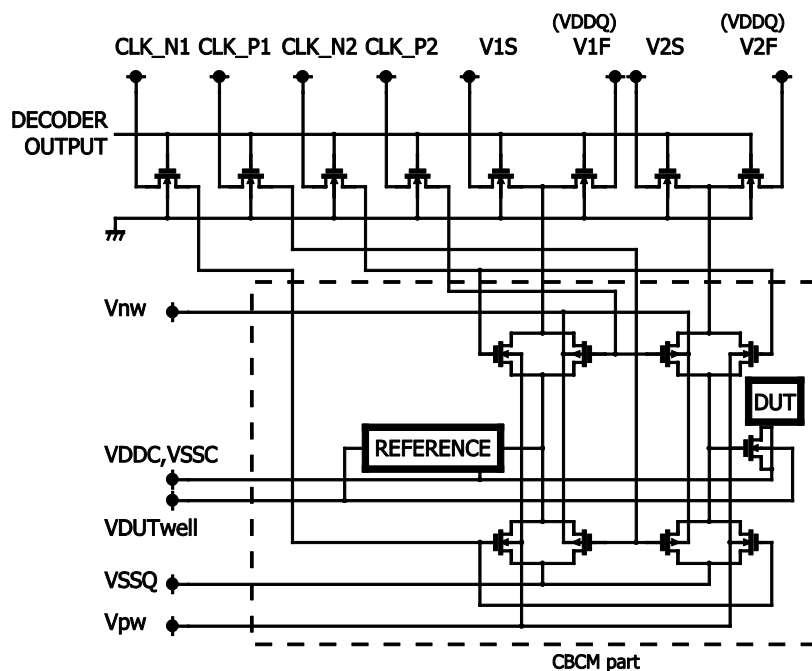 (VDDQ) (VDDQ)
CLK_N1 CLK_P1 CLK_N2 CLK_P2 V1S V1F V2S V2F
DECODER
OUTPUT
Vnw
DUT
REFERENCE
VDDC,VSSC
VDUTwell
VSSQ
Vpw
CBCM part